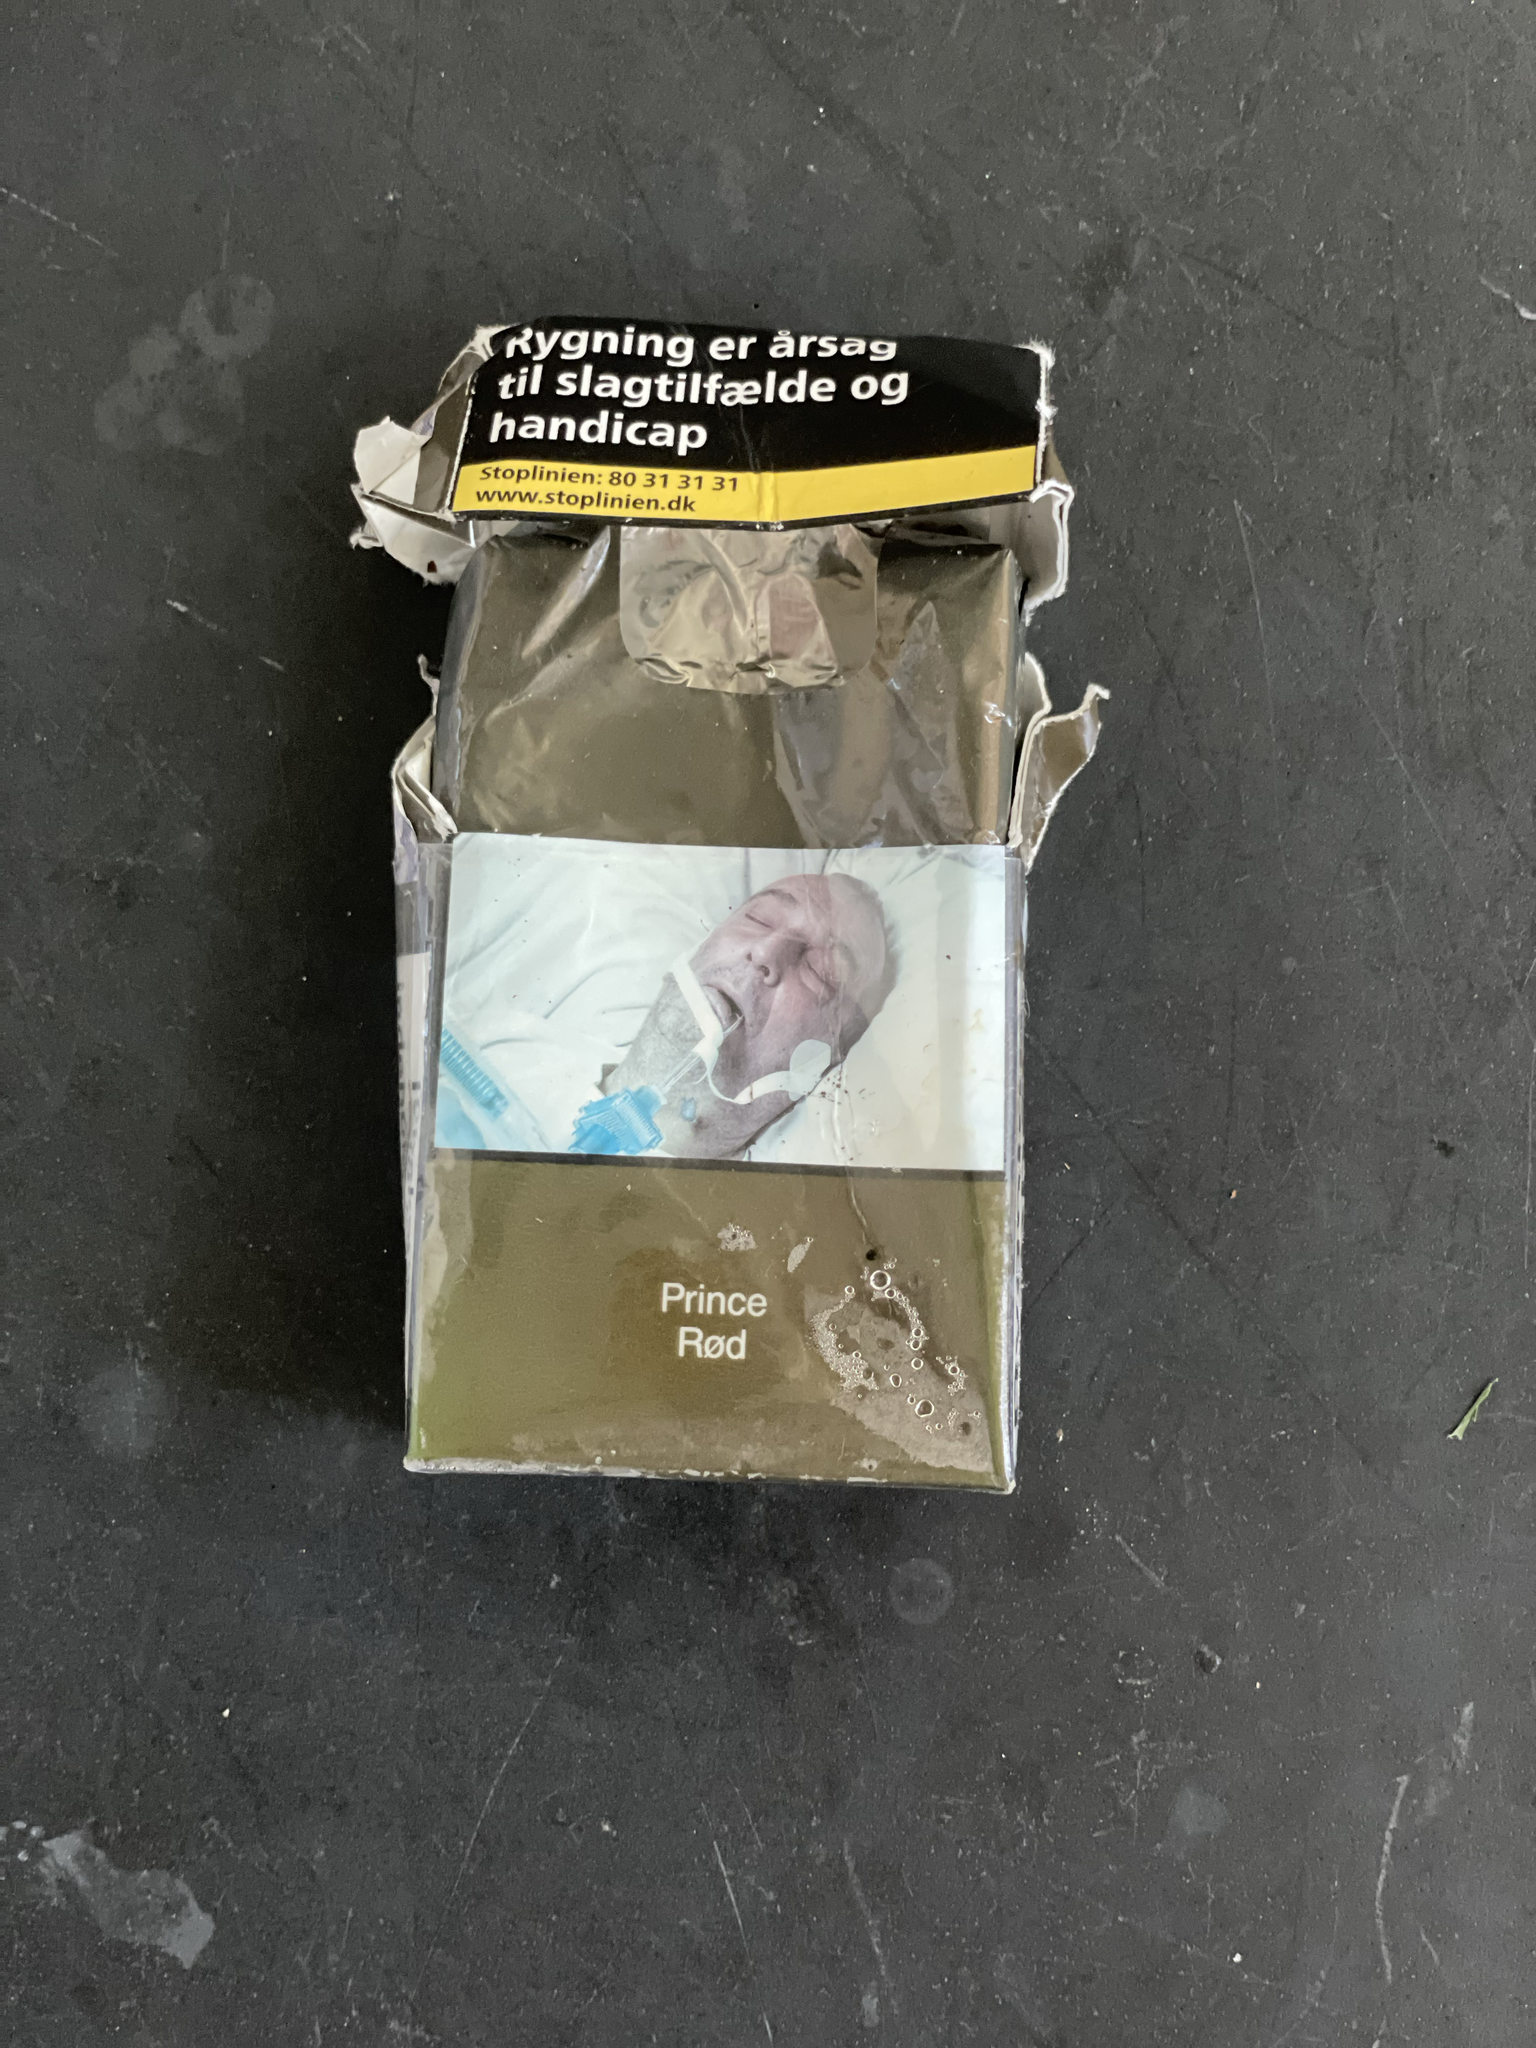 Rygning er årsag
til slagtilfælde og
handicap
Stoplinien: 80 31 31 31
www.stoplinien.dk
Prince
Rød